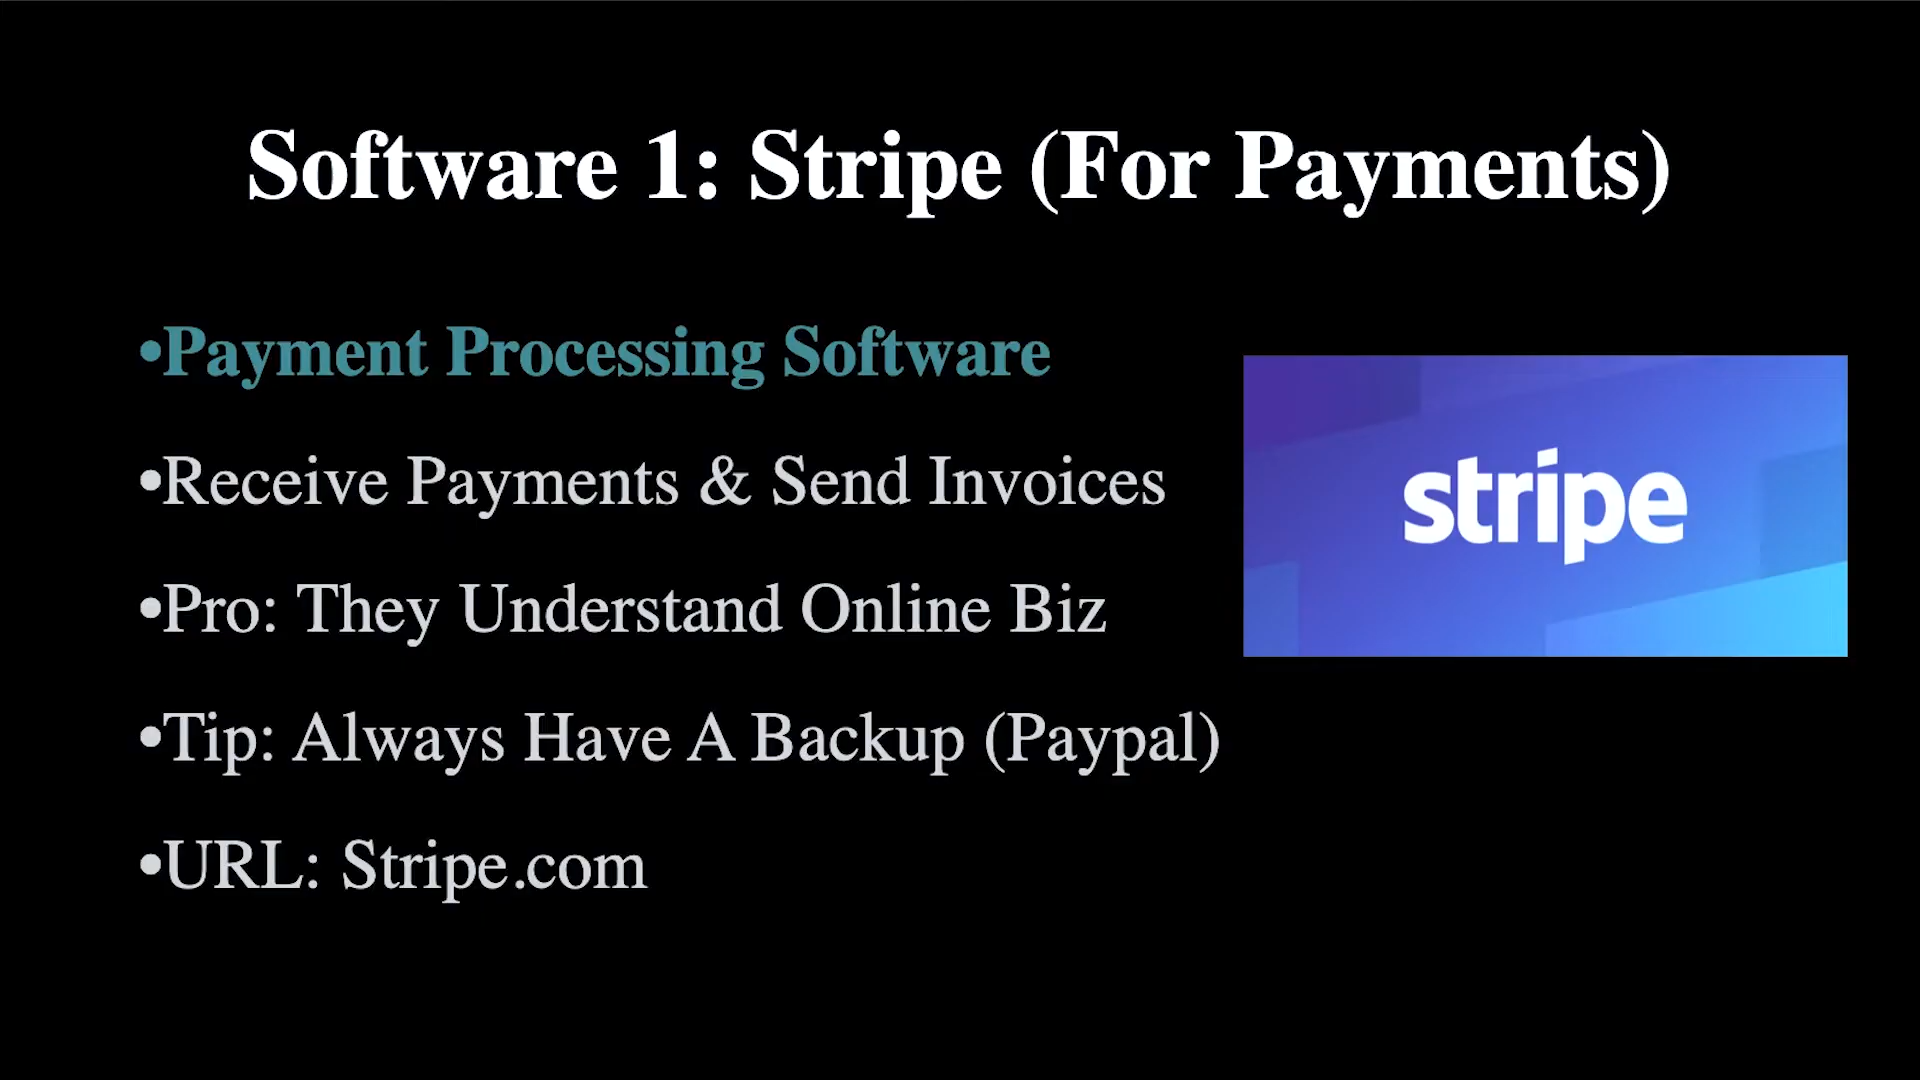 Software 1: Stripe (For Payments)
•Payment Processing Software
•Receive Payments & Send Invoices
•Pro: They Understand Online Biz
•Tip: Always Have A Backup (Paypal)
•URL: Stripe.com
stripe